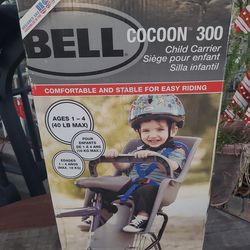 BELL
COCOON™ 300
Child Carrier
Siège pour enfant
Silla infantil
COMFORTABLE AND STABLE FOR EASY RIDING
AGES 1 – 4
(40 LB MAX)
POUR
ENFANTS
DE 1 À 4 ANS
(18 KG MAX.)
EDADES
1 – 4 AÑOS
(MÁX. 18 KG)